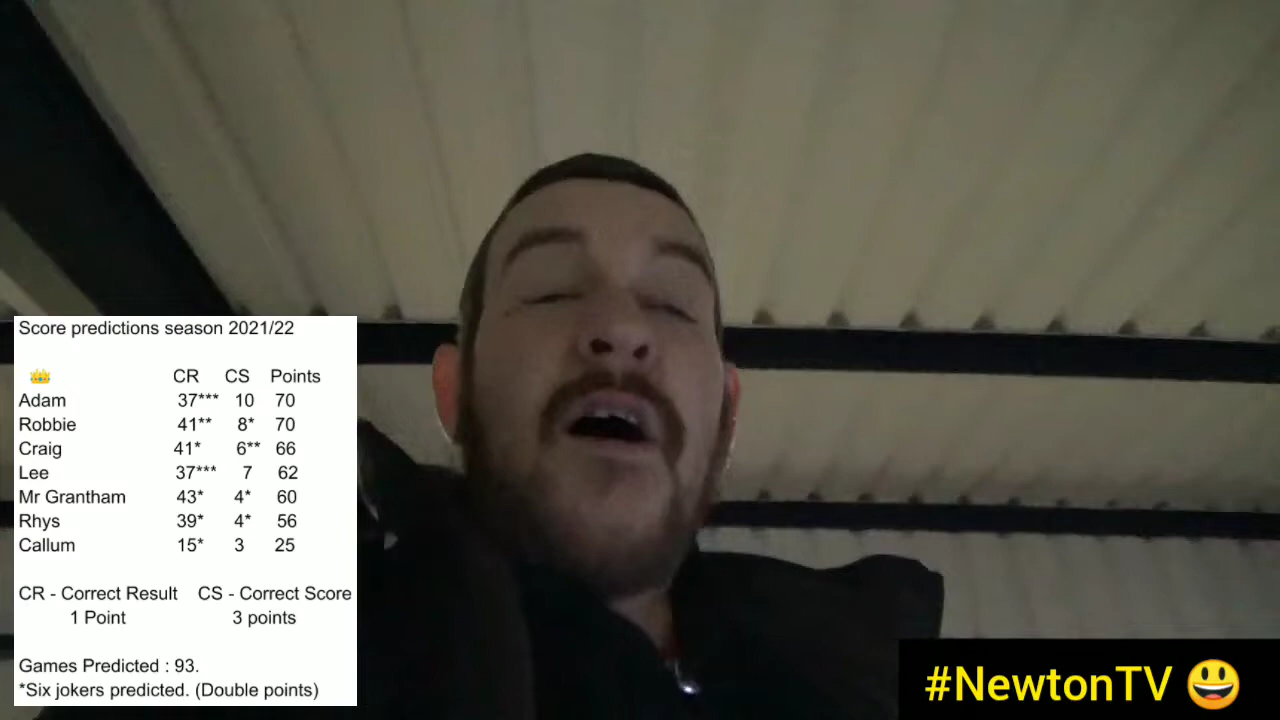 Score predictions season 2021/22
👑 CR CS Points
Adam 37*** 10 70
Robbie 41** 8* 70
Craig 41* 6** 66
Lee 37*** 7 62
Mr Grantham 43* 4* 60
Rhys 39* 4* 56
Callum 15* 3 25
CR - Correct Result CS - Correct Score
1 Point 3 points
Games Predicted : 93.
*Six jokers predicted. (Double points)
#NewtonTV 😃